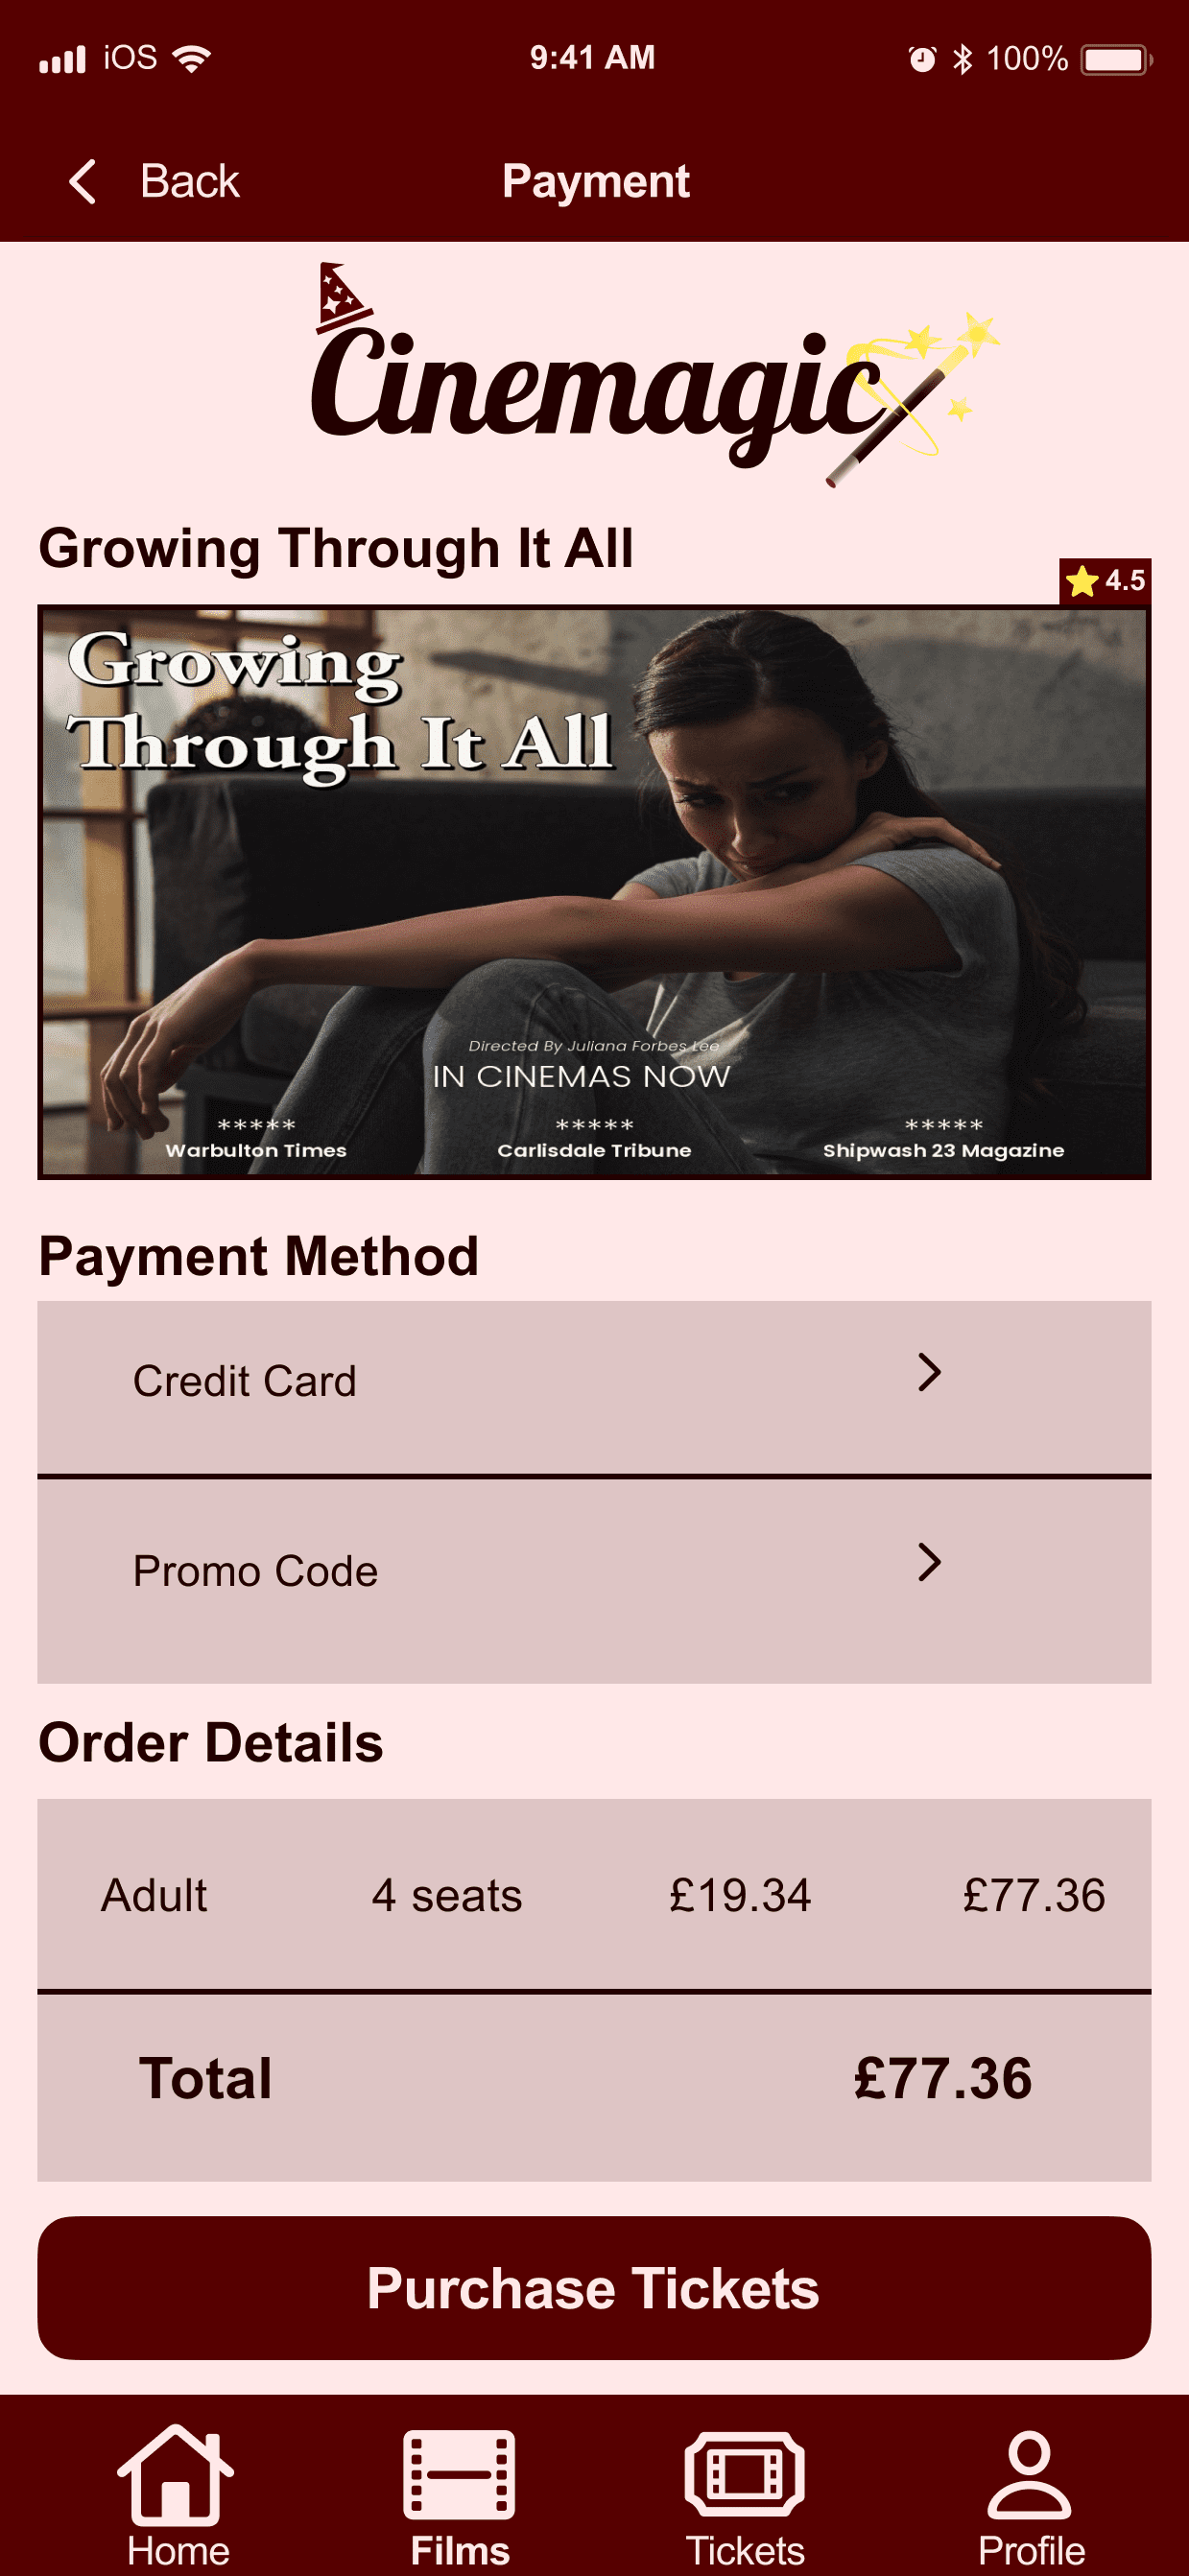 iOS 9:41 AM 100%
Back Payment
Cinemagic
Growing Through It All
4.5
Growing
Through It All
Directed By Juliana Forbes Lee
IN CINEMAS NOW
***** ***** *****
Warbulton Times Carlisdale Tribune Shipwash 23 Magazine
Payment Method
Credit Card
Promo Code
Order Details
Adult 4 seats £19.34 £77.36
Total £77.36
Purchase Tickets
Home Films Tickets Profile